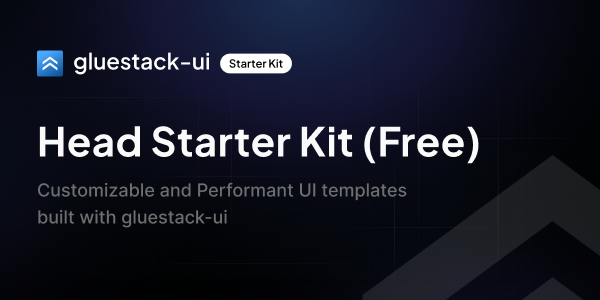 gluestack-ui Starter Kit
Head Starter Kit (Free)
Customizable and Performant UI templates
built with gluestack-ui